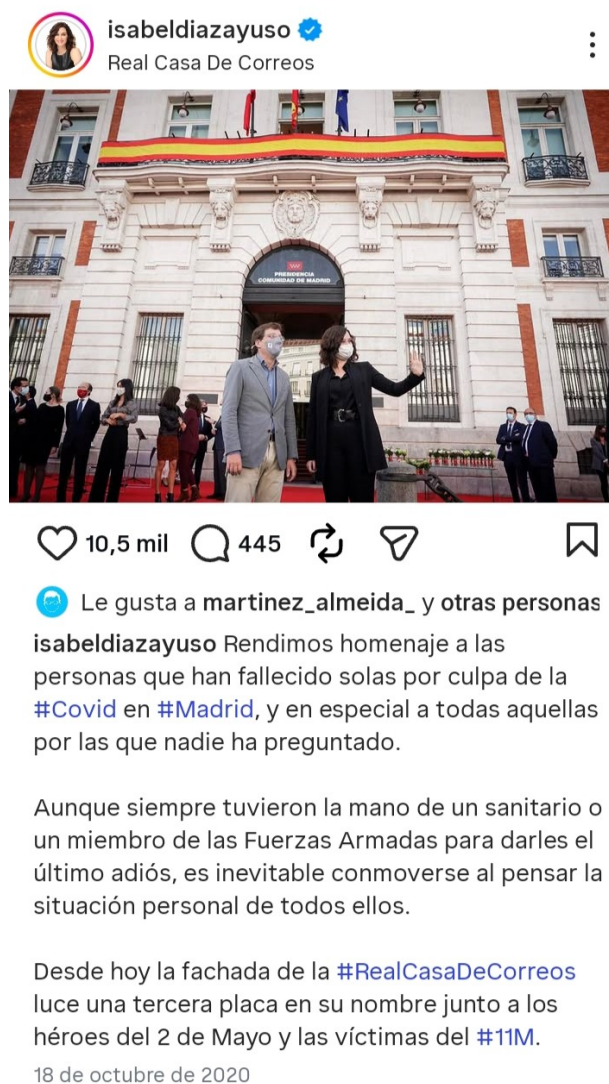 isabeldiazayuso
Real Casa De Correos
PRESIDENCIA
COMUNIDAD DE MADRID
10,5 mil
445
Le gusta a martinez_almeida_ y otras personas
isabeldiazayuso Rendimos homenaje a las
personas que han fallecido solas por culpa de la
#Covid en #Madrid, y en especial a todas aquellas
por las que nadie ha preguntado.
Aunque siempre tuvieron la mano de un sanitario o
un miembro de las Fuerzas Armadas para darles el
último adiós, es inevitable conmoverse al pensar la
situación personal de todos ellos.
Desde hoy la fachada de la #RealCasaDeCorreos
luce una tercera placa en su nombre junto a los
héroes del 2 de Mayo y las víctimas del #11M.
18 de octubre de 2020